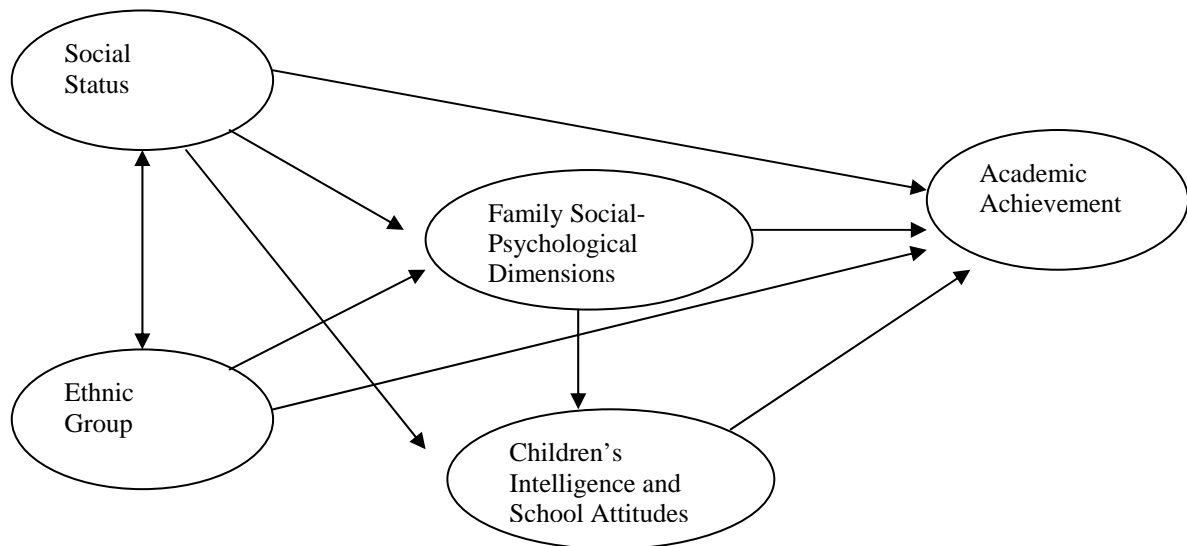 Social
Status
Academic
Achievement
Family Social-
Psychological
Dimensions
Ethnic
Group
Children’s
Intelligence and
School Attitudes